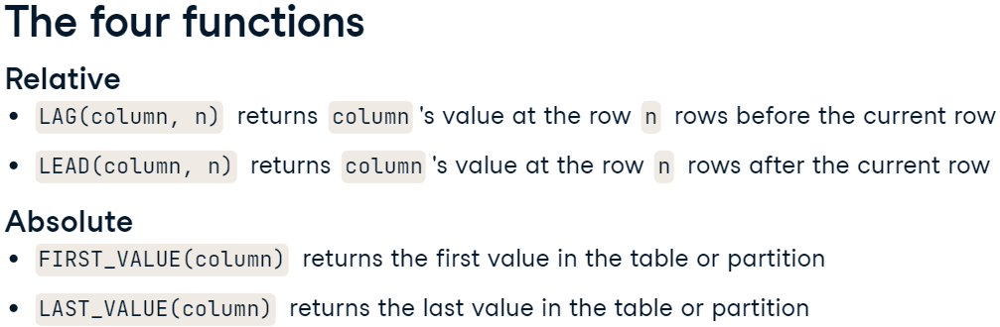 The four functions
Relative
• LAG(column, n) returns column 's value at the row n rows before the current row
• LEAD(column, n) returns column 's value at the row n rows after the current row
Absolute
• FIRST_VALUE(column) returns the first value in the table or partition
• LAST_VALUE(column) returns the last value in the table or partition